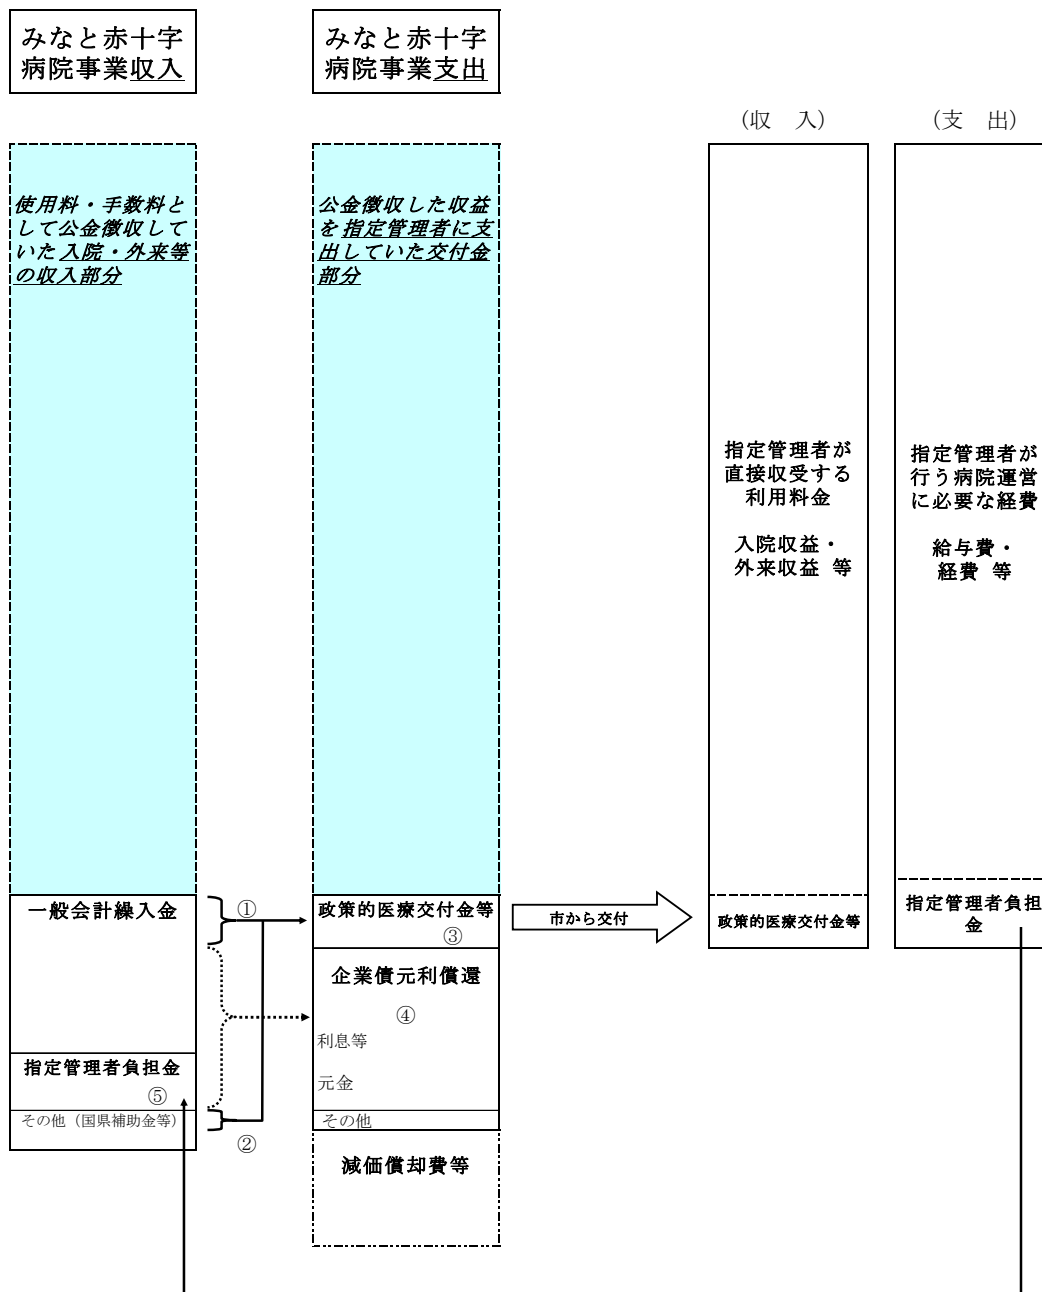 みなと赤十字
病院事業収入
みなと赤十字
病院事業支出
（収　入）
（支　出）
使用料・手数料と
して公金徴収して
いた入院・外来等
の収入部分
公金徴収した収益
を指定管理者に支
出していた交付金
部分
指定管理者が
直接収受する
利用料金
入院収益・
外来収益 等
指定管理者が
行う病院運営
に必要な経費
給与費・
経費 等
一般会計繰入金
①
政策的医療交付金等
③
市から交付
政策的医療交付金等
指定管理者負担
金
企業債元利償還
④
利息等
元金
指定管理者負担金
⑤
その他（国県補助金等）
②
その他
減価償却費等